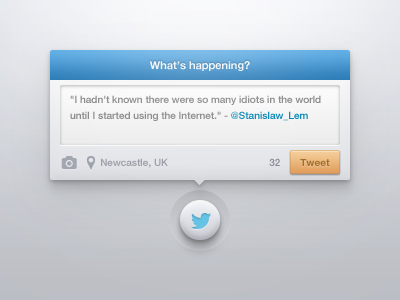 What's happening?
"I hadn't known there were so many idiots in the world
until I started using the Internet." - @Stanislaw_Lem
Newcastle, UK 32 Tweet